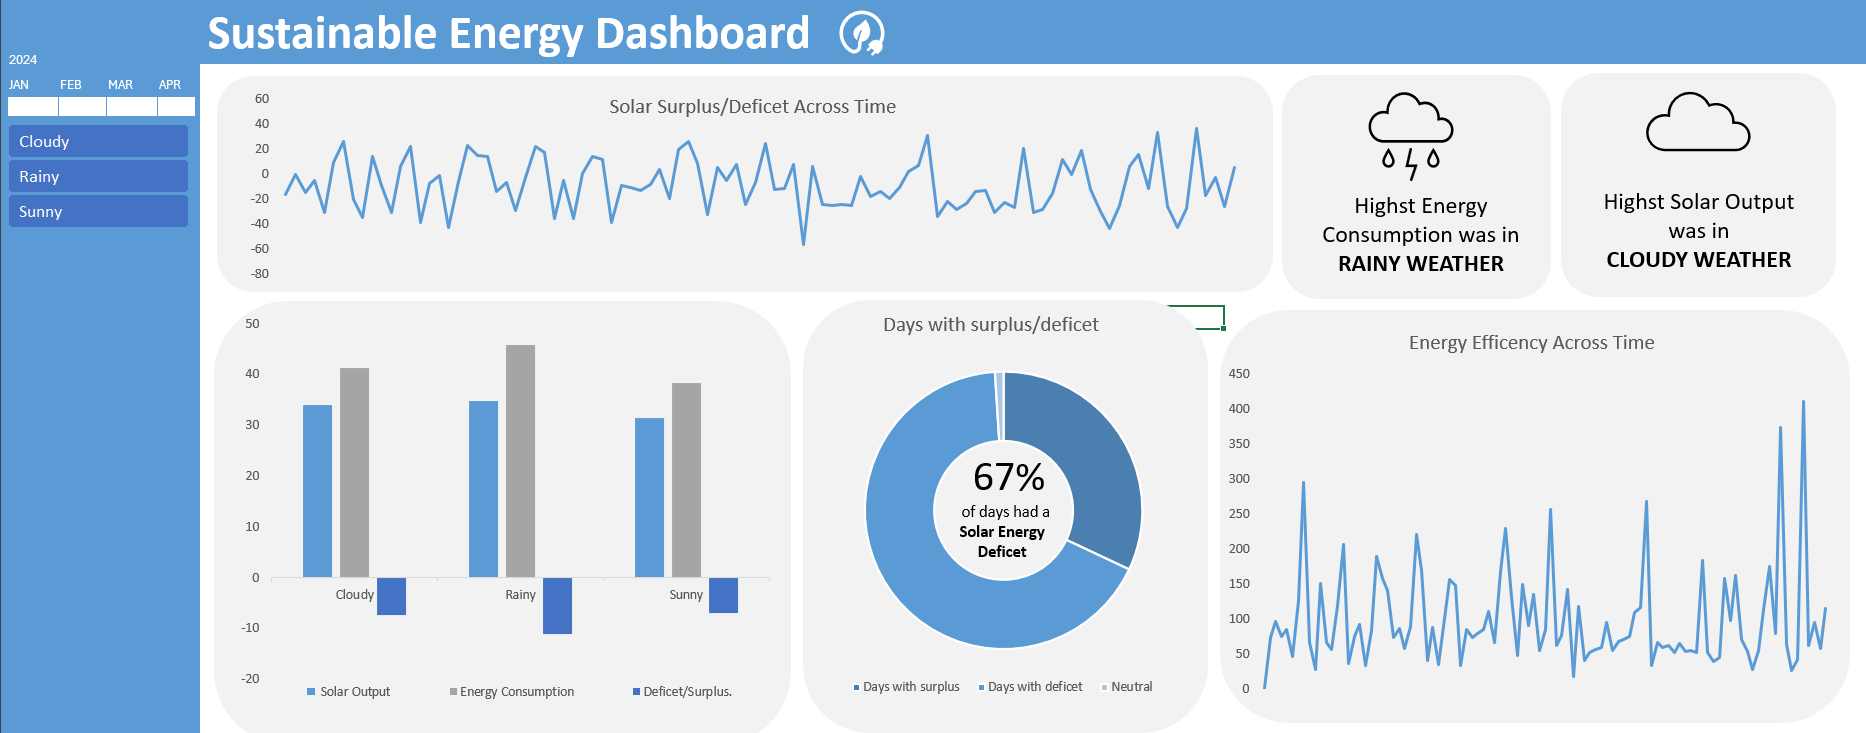 Sustainable Energy Dashboard
2024
JAN FEB MAR APR
Cloudy
Rainy
Sunny
Solar Surplus/Deficet Across Time
60
40
20
0
-20
-40
-60
-80
Highst Energy
Consumption was in
RAINY WEATHER
Highst Solar Output
was in
CLOUDY WEATHER
50
40
30
20
10
0
-10
-20
Cloudy Rainy Sunny
Solar Output Energy Consumption Deficet/Surplus.
Days with surplus/deficet
67%
of days had a
Solar Energy
Deficet
Days with surplus Days with deficet Neutral
Energy Efficency Across Time
450
400
350
300
250
200
150
100
50
0